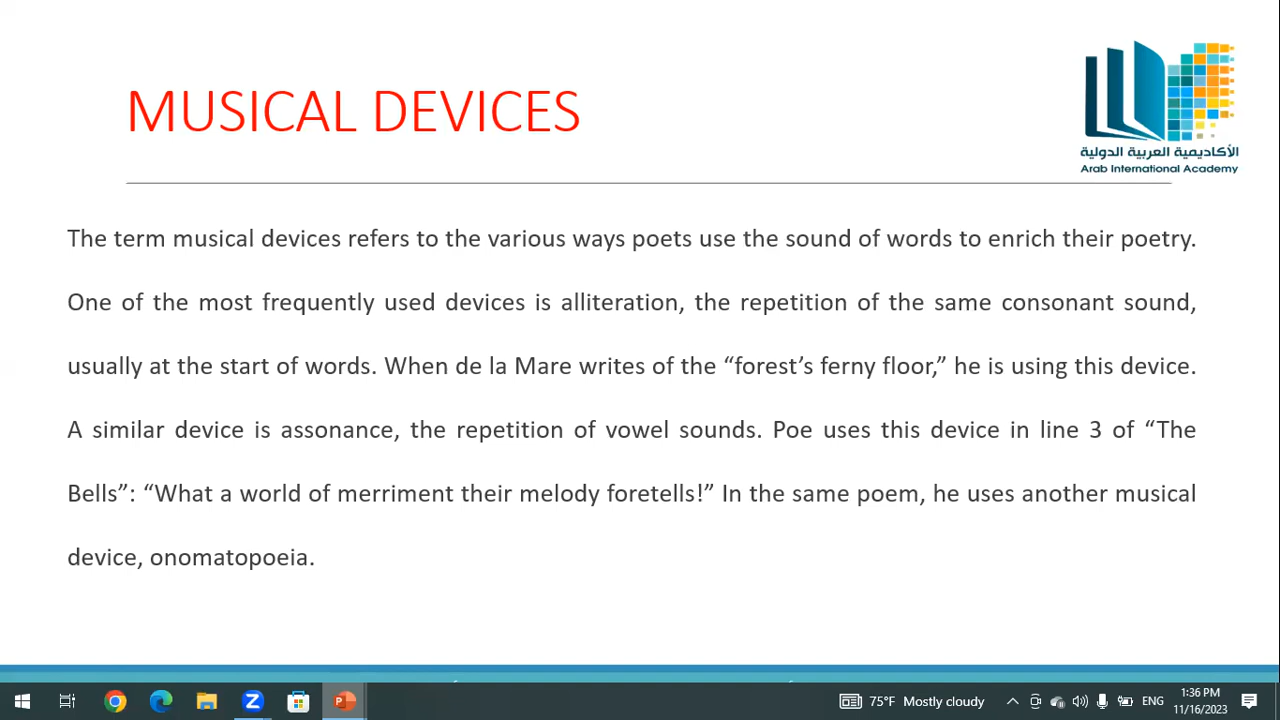 MUSICAL DEVICES
الأكاديمية العربية الدولية
Arab International Academy
The term musical devices refers to the various ways poets use the sound of words to enrich their poetry.
One of the most frequently used devices is alliteration, the repetition of the same consonant sound,
usually at the start of words. When de la Mare writes of the “forest’s ferny floor,” he is using this device.
A similar device is assonance, the repetition of vowel sounds. Poe uses this device in line 3 of “The
Bells”: “What a world of merriment their melody foretells!” In the same poem, he uses another musical
device, onomatopoeia.
75°F Mostly cloudy
ENG
1:36 PM
11/16/2023